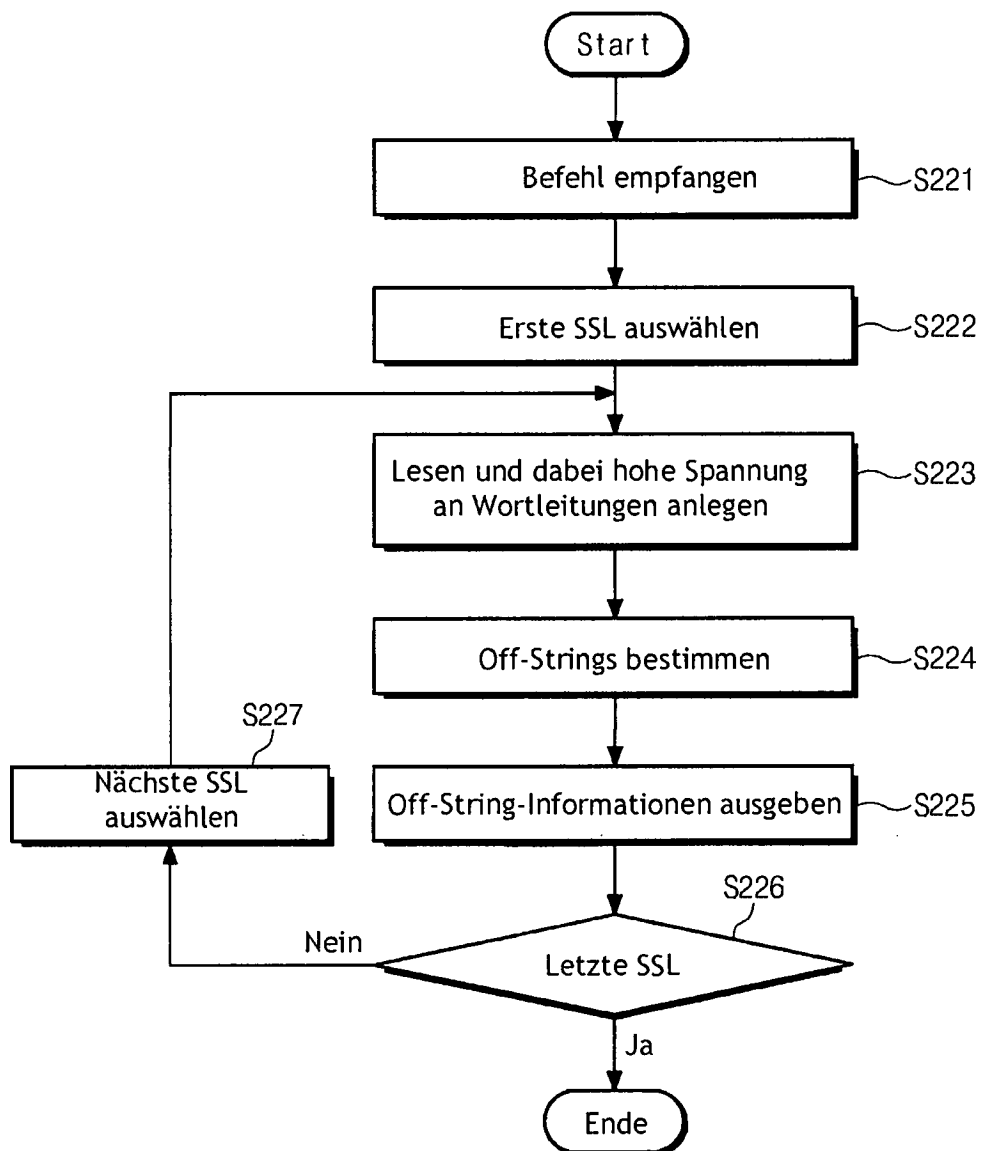 Start
Befehl empfangen
S221
Erste SSL auswählen
S222
Lesen und dabei hohe Spannung
an Wortleitungen anlegen
S223
Off-Strings bestimmen
S224
S227
Nächste SSL
auswählen
Off-String-Informationen ausgeben
S225
S226
Nein
Letzte SSL
Ja
Ende